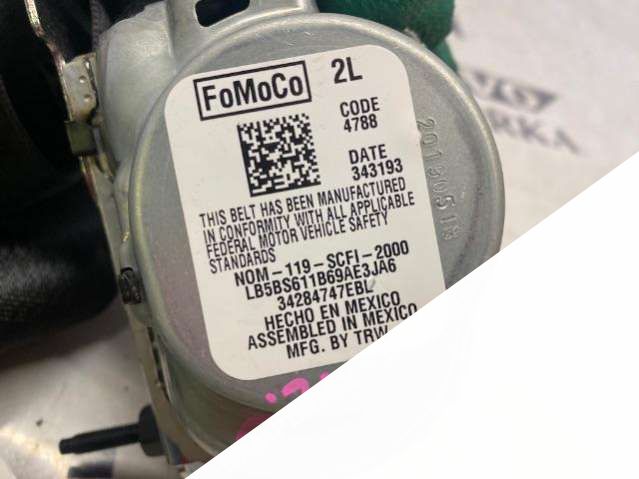 FoMoCo 2L
CODE
4788
DATE
343193
THIS BELT HAS BEEN MANUFACTURED
IN CONFORMITY WITH ALL APPLICABLE
FEDERAL MOTOR VEHICLE SAFETY
STANDARDS
NOM-119-SCFI-2000
LB5BS611B69AE3JA6
34284747EBL
HECHO EN MEXICO
ASSEMBLED IN MEXICO
MFG. BY TRW